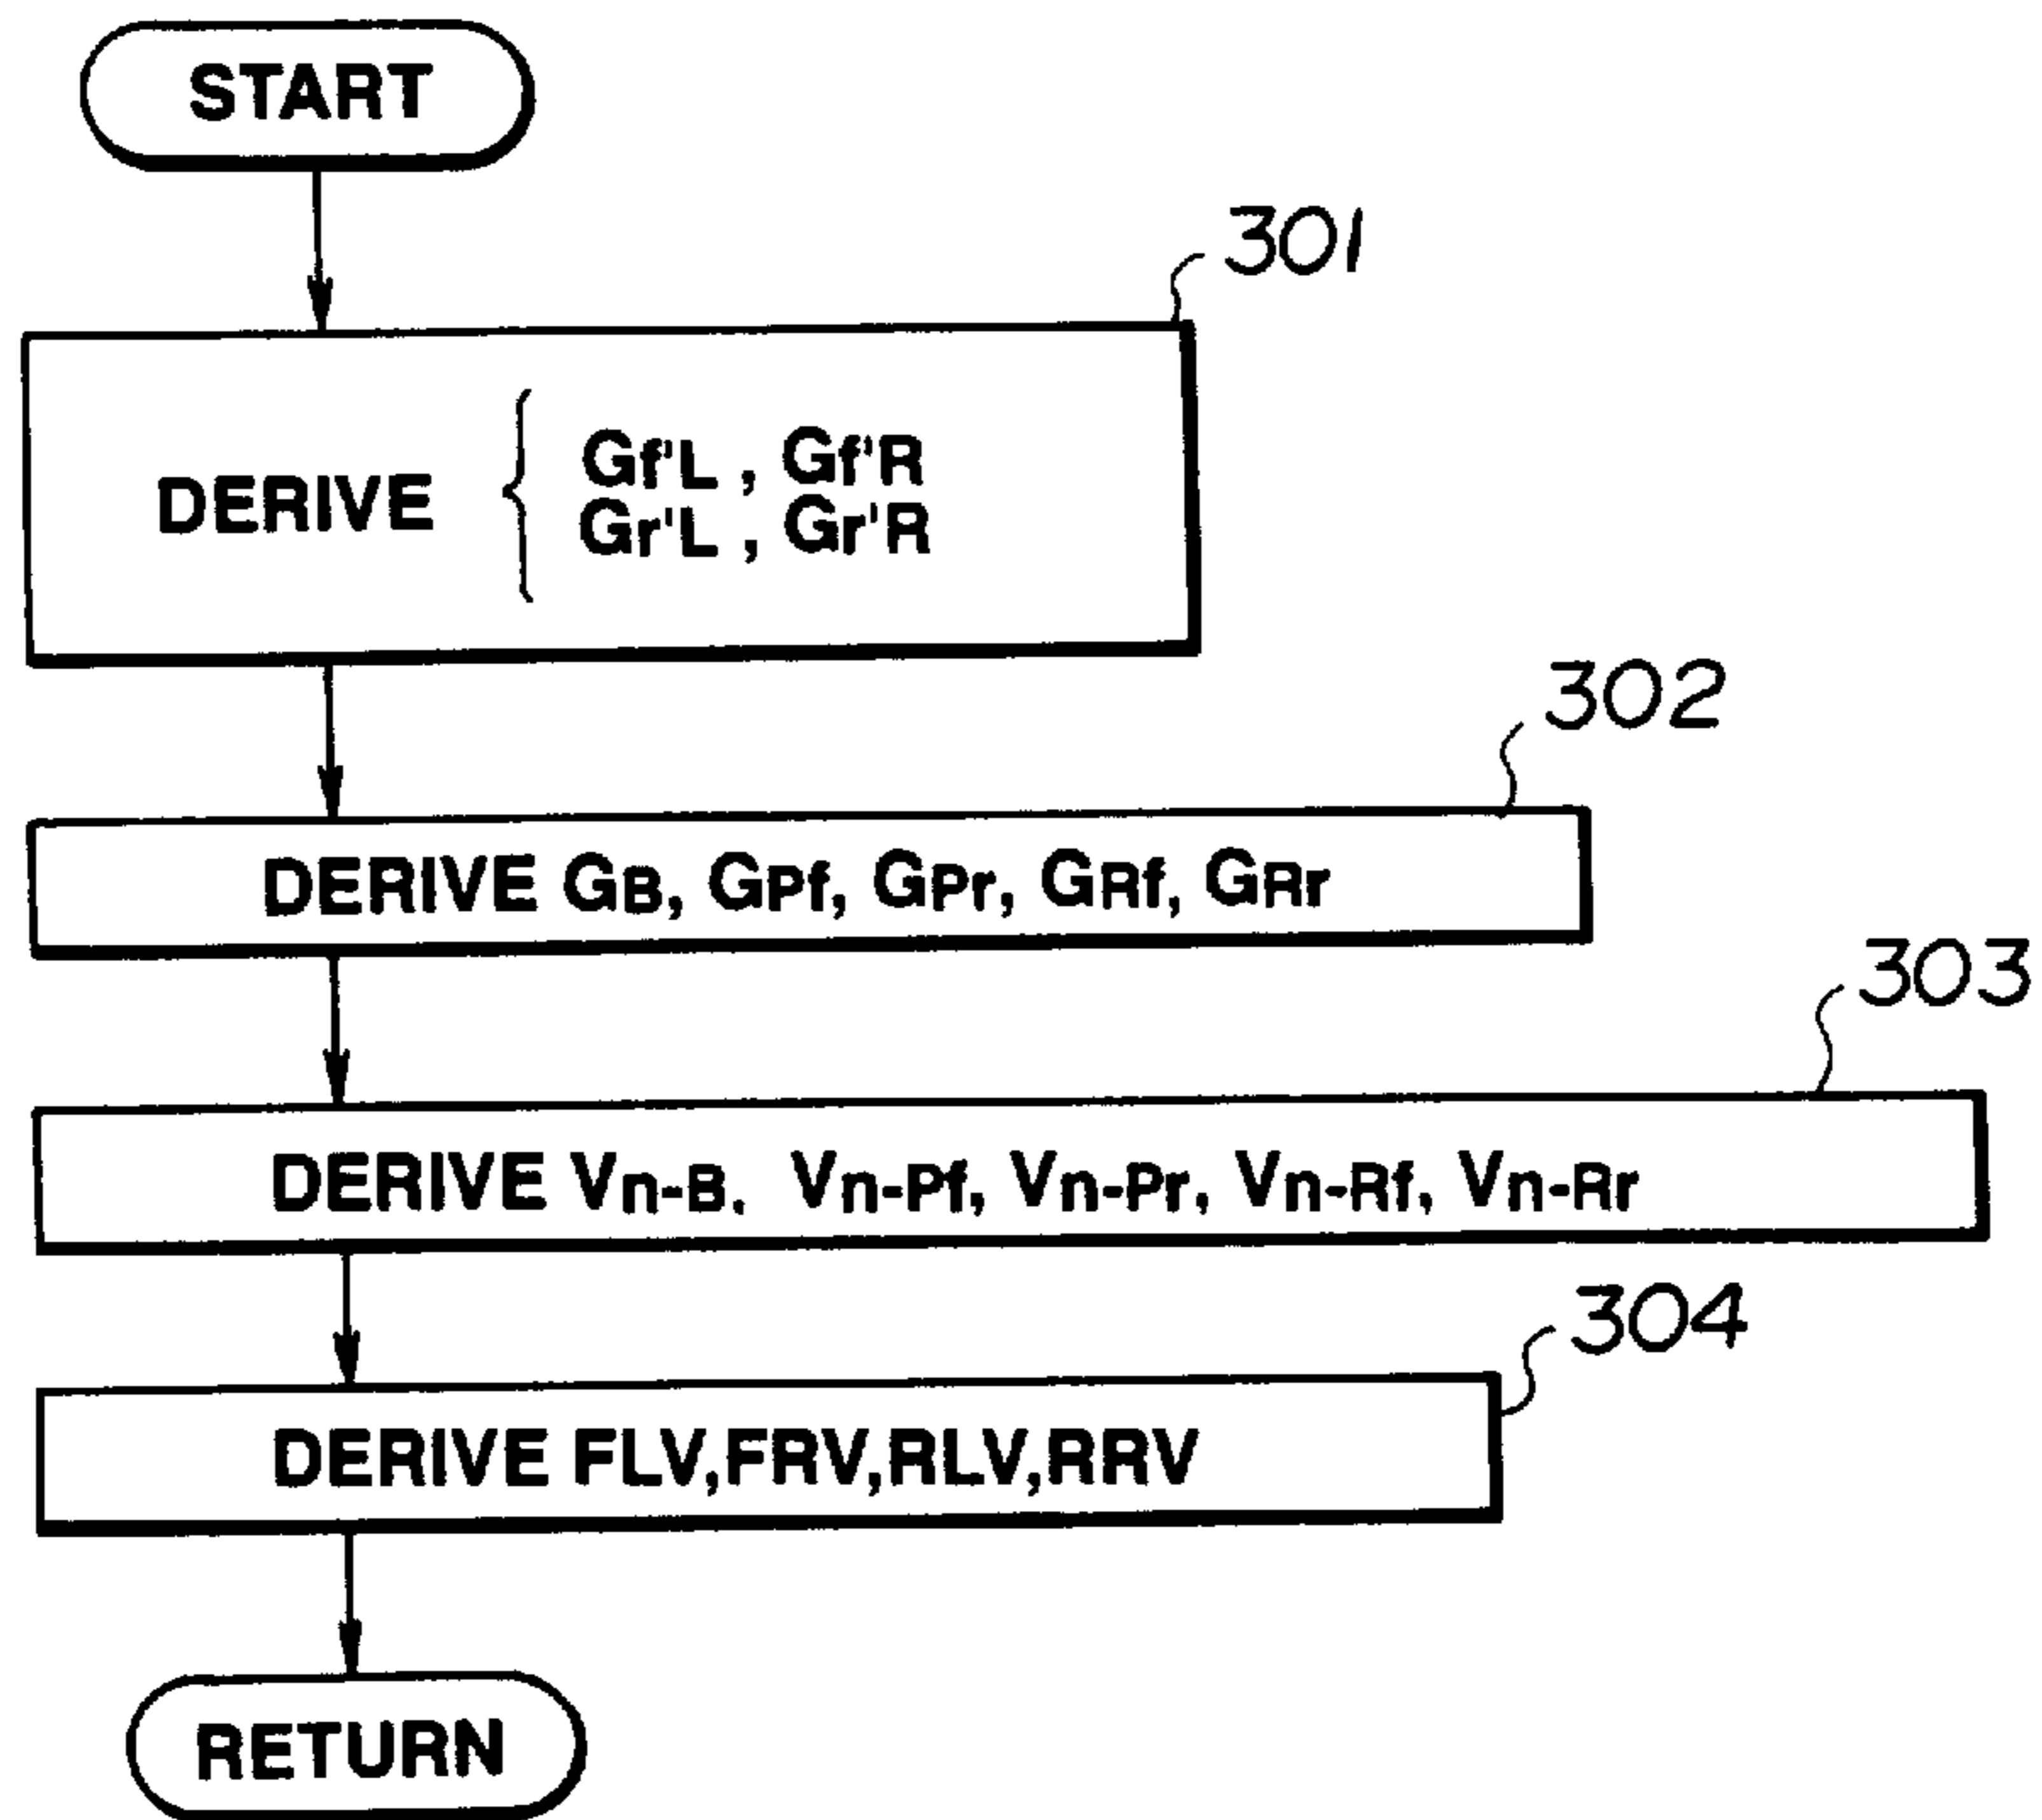 START
301
DERIVE { Gf'L , Gf'R
Gr'L , Gr'R
302
DERIVE GB, GPf, GPr, GRf, GRr
303
DERIVE Vn-B. Vn-Pf, Vn-Pr, Vn-Rf, Vn-Rr
304
DERIVE FLV,FRV,RLV,RRV
RETURN